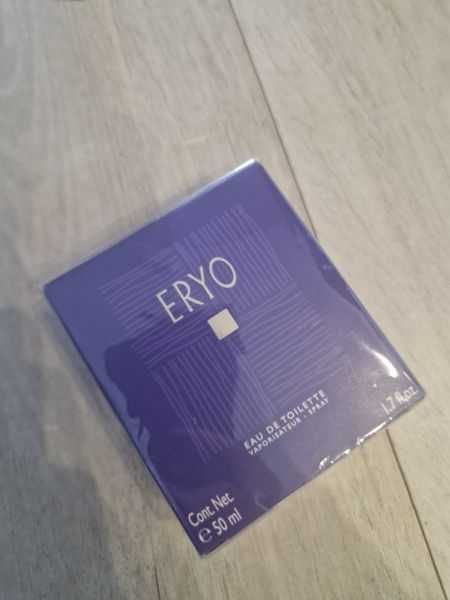 ERYO
EAU DE TOILETTE
VAPORISATEUR - SPRAY
Cont. Net.
℮ 50 ml
1.7 fl.oz.